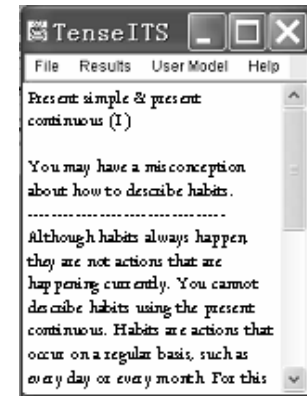 TenseITS
File Results User Model Help
Present simple & present
continuous (1)
You may have a misconception
about how to describe habits.
--------------------------------
Although habits always happen,
they are not actions that are
happening currently. You cannot
describe habits using the present
continuous. Habits are actions that
occur on a regular basis, such as
every day or every month. For this